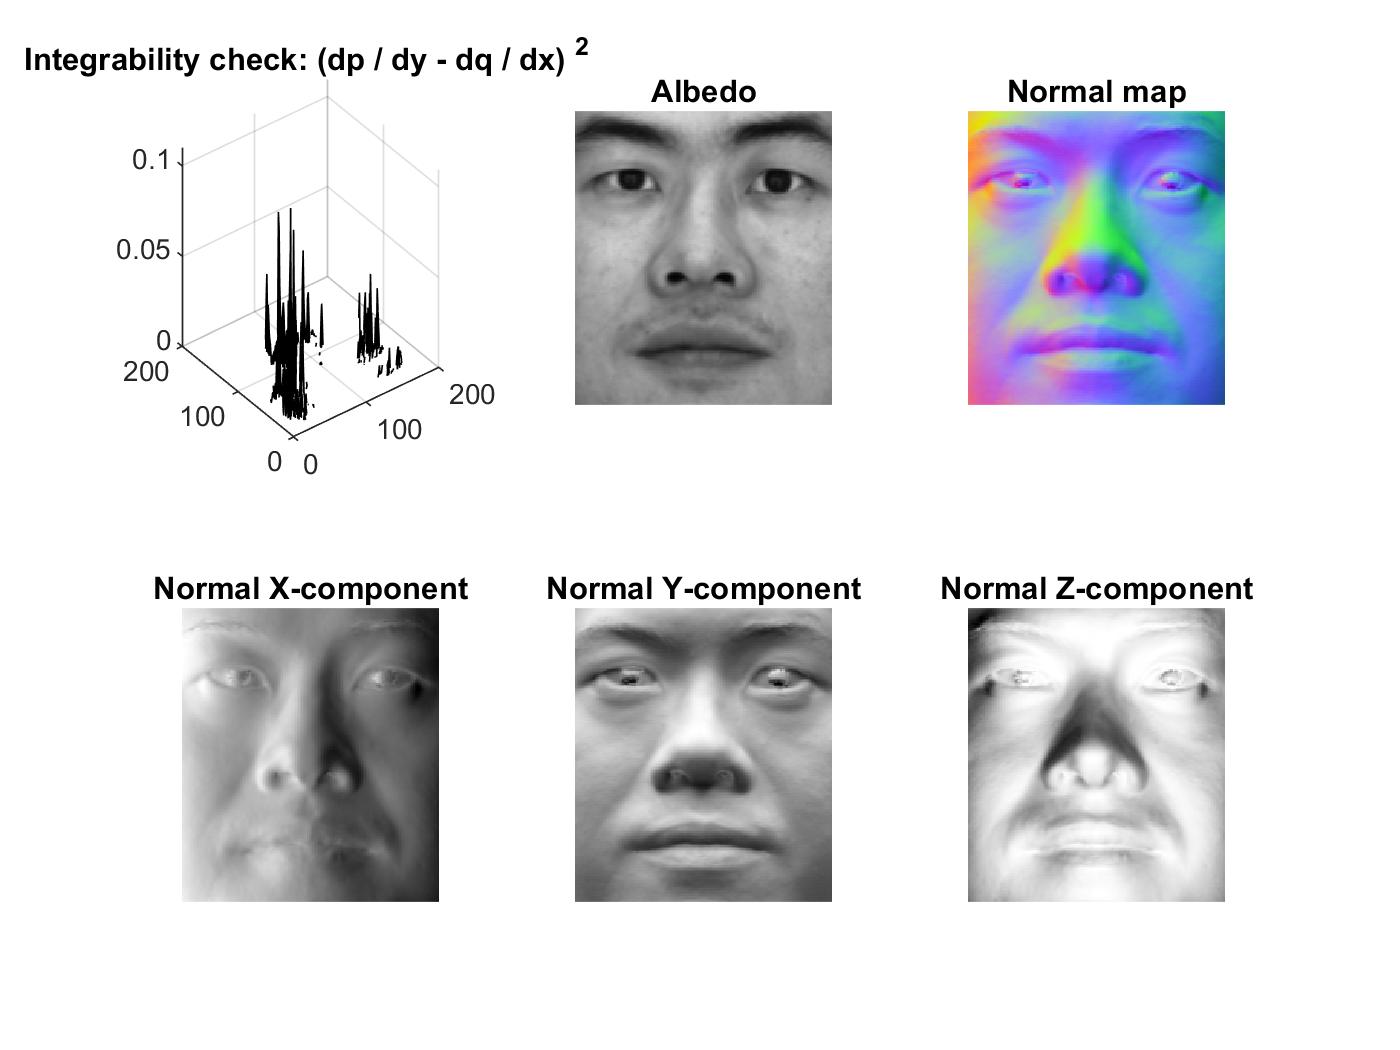 Integrability check: (dp / dy - dq / dx) 2
Albedo
Normal map
0.1
0.05
0
200
100
0
0
100
200
Normal X-component
Normal Y-component
Normal Z-component